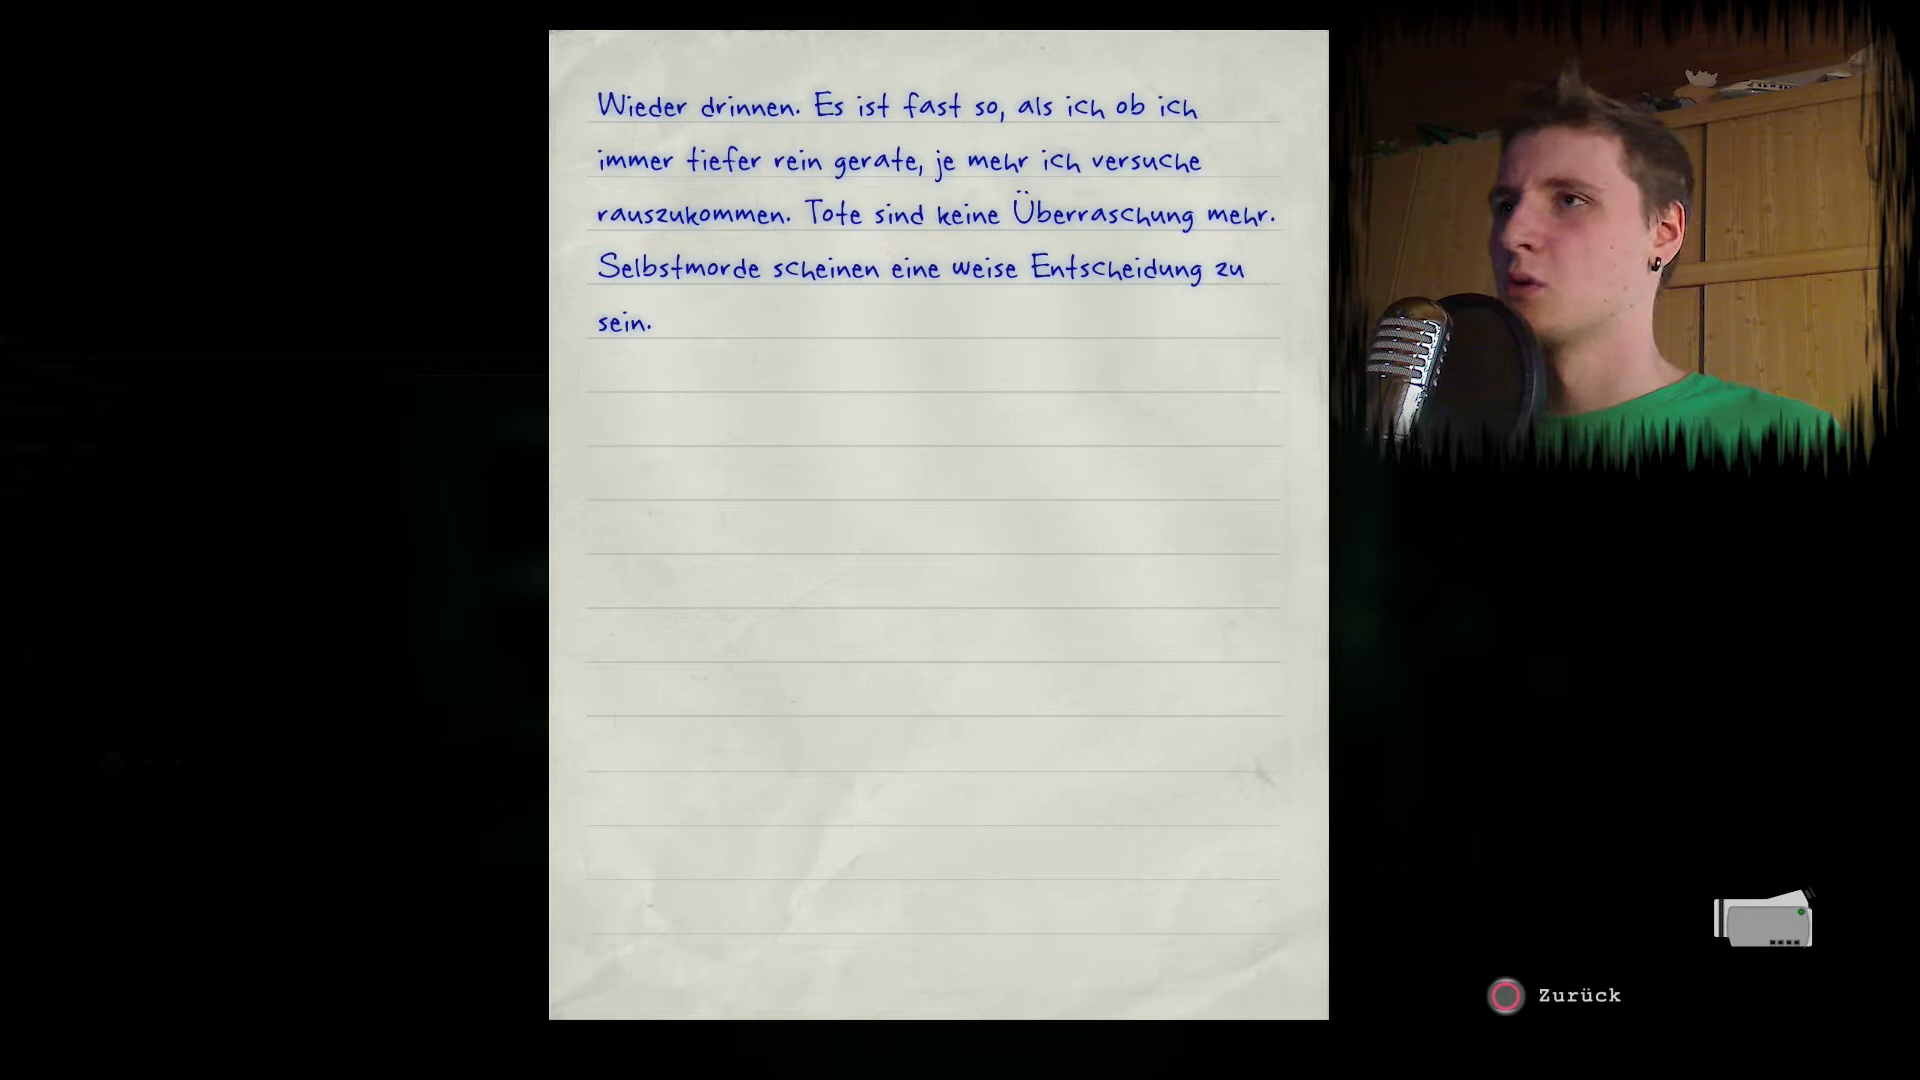 Wieder drinnen. Es ist fast so, als ich ob ich
immer tiefer rein gerate, je mehr ich versuche
rauszukommen. Tote sind keine Überraschung mehr.
Selbstmorde scheinen eine weise Entscheidung zu
sein.
Zurück